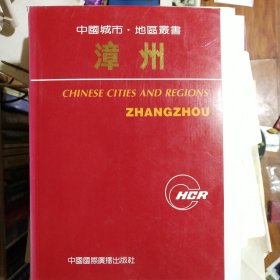 中國城市·地區叢書
漳州
CHINESE CITIES AND REGIONS
ZHANGZHOU
HCR
中國國際廣播出版社